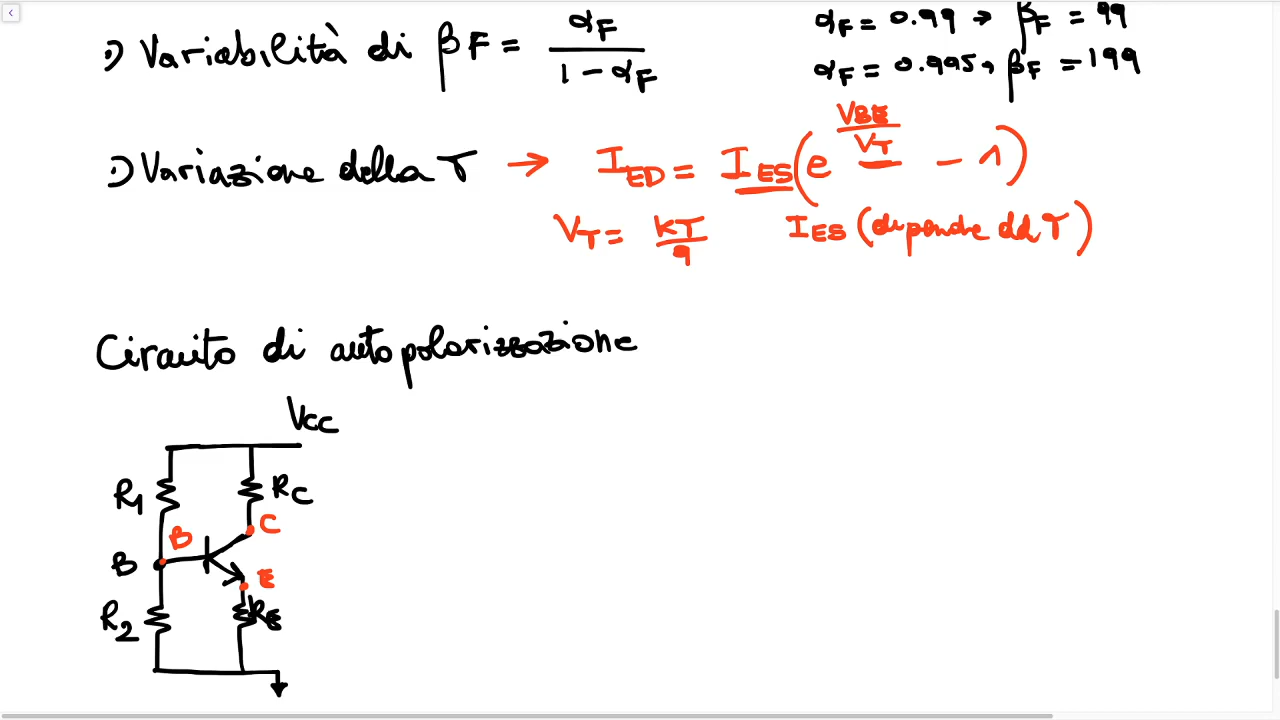 ·) Variabilità di βF = αF / 1 - αF
αF = 0.99 → βF = 99
αF = 0.995 → βF = 199
·) Variazione della T → IED = IES (e^(VBE/VT) - 1)
VT = KT/q IES (dipende dal T)
Circuito di autopolarizzazione
VCC
R1 RC
C
B
B
E
R2 RE